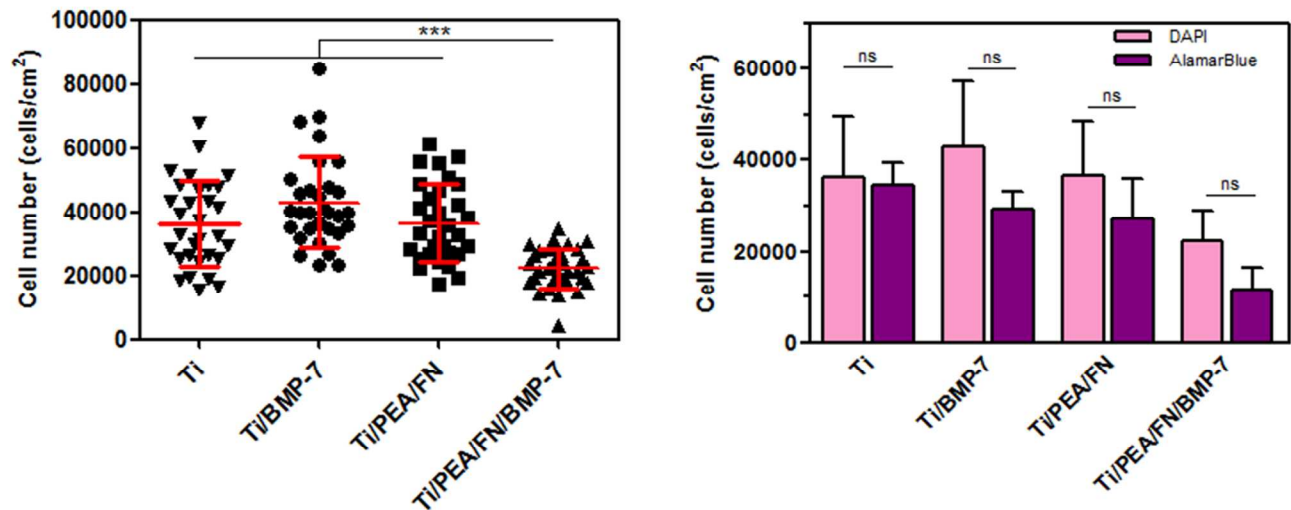 Cell number (cells/cm²)
100000
80000
60000
40000
20000
0
***
Ti
Ti/BMP-7
Ti/PEA/FN
Ti/PEA/FN/BMP-7
Cell number (cells/cm²)
60000
40000
20000
0
DAPI
AlamarBlue
ns
ns
ns
ns
Ti
Ti/BMP-7
Ti/PEA/FN
Ti/PEA/FN/BMP-7